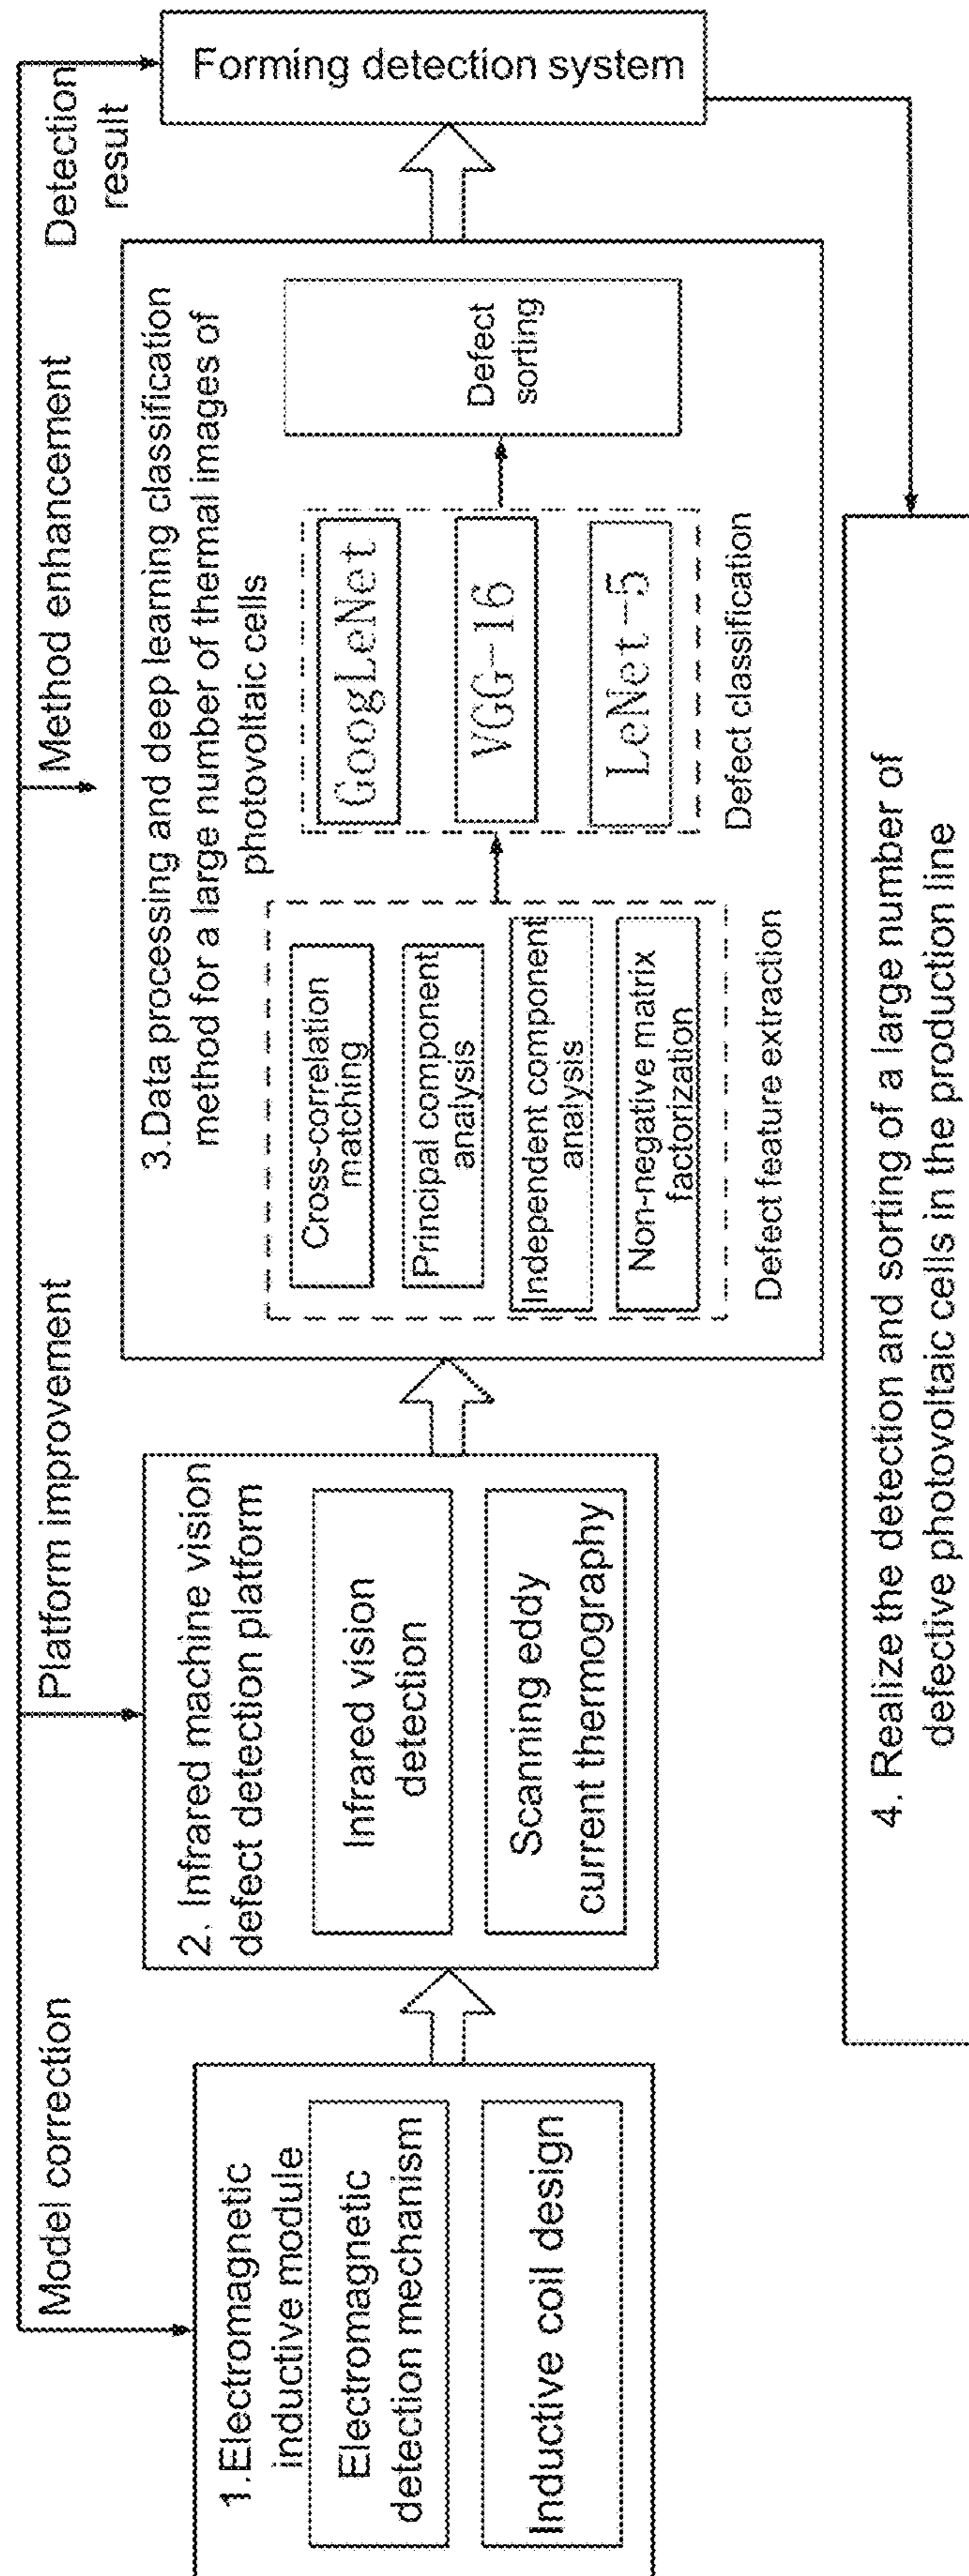 Model correction
Platform improvement
Method enhancement
Detection
result
1.Electromagnetic
inductive module
Electromagnetic
detection mechanism
Inductive coil design
2. Infrared machine vision
defect detection platform
Infrared vision
detection
Scanning eddy
current thermography
3.Data processing and deep learning classification
method for a large number of thermal images of
photovoltaic cells
Cross-correlation
matching
Principal component
analysis
Independent component
analysis
Non-negative matrix
factorization
Defect feature extraction
GoogLeNet
VGG-16
LeNet-5
Defect classification
Defect
sorting
Forming detection system
4. Realize the detection and sorting of a large number of
defective photovoltaic cells in the production line